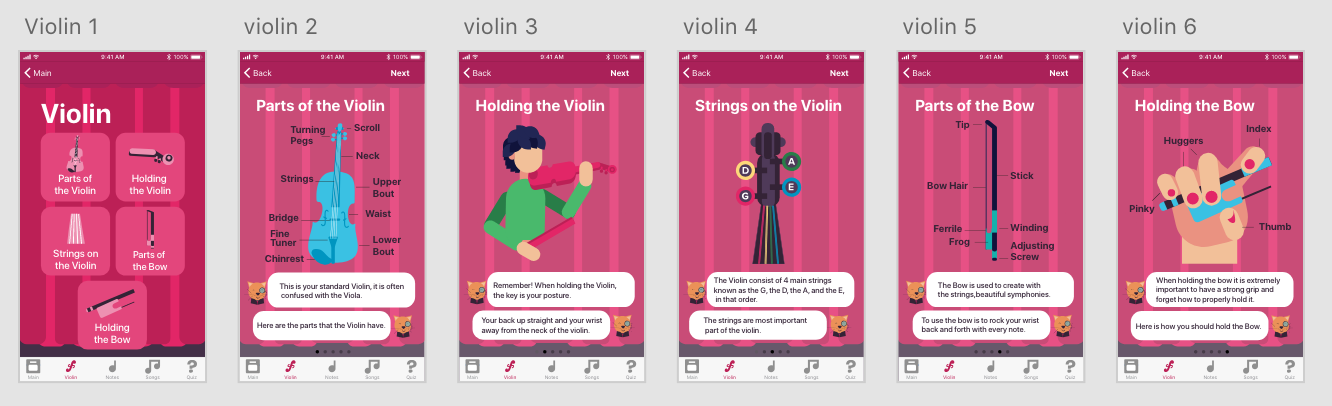 Violin 1
9:41 AM
100%
Main
Violin
Parts of
the Violin
Holding
the Violin
Strings on
the Violin
Parts of
the Bow
Holding
the Bow
Main
Violin
Notes
Songs
Quiz
violin 2
9:41 AM
100%
Back
Next
Parts of the Violin
Turning
Pegs
Scroll
Neck
Strings
Upper
Bout
Waist
Bridge
Fine
Tuner
Lower
Bout
Chinrest
This is your standard Violin, it is often
confused with the Viola.
Here are the parts that the Violin have.
Main
Violin
Notes
Songs
Quiz
violin 3
9:41 AM
100%
Back
Next
Holding the Violin
Remember! When holding the Violin,
the key is your posture.
Your back up straight and your wrist
away from the neck of the violin.
Main
Violin
Notes
Songs
Quiz
violin 4
9:41 AM
100%
Back
Next
Strings on the Violin
D
A
G
E
The Violin consist of 4 main strings
known as the G, the D, the A, and the E,
in that order.
The strings are most important
part of the violin.
Main
Violin
Notes
Songs
Quiz
violin 5
9:41 AM
100%
Back
Next
Parts of the Bow
Tip
Stick
Bow Hair
Ferrile
Winding
Frog
Adjusting
Screw
The Bow is used to create with
the strings,beautiful symphonies.
To use the bow is to rock your wrist
back and forth with every note.
Main
Violin
Notes
Songs
Quiz
violin 6
9:41 AM
100%
Back
Holding the Bow
Index
Huggers
Pinky
Thumb
When holding the bow it is extremely
important to have a strong grip and
forget how to properly hold it.
Here is how you should hold the Bow.
Main
Violin
Notes
Songs
Quiz